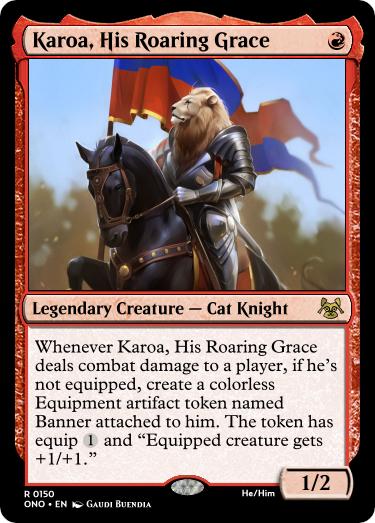 Karoa, His Roaring Grace
Legendary Creature — Cat Knight
Whenever Karoa, His Roaring Grace
deals combat damage to a player, if he's
not equipped, create a colorless
Equipment artifact token named
Banner attached to him. The token has
equip 1 and “Equipped creature gets
+1/+1.”
1/2
R 0150
ONO • EN Gaudi Buendia
He/Him